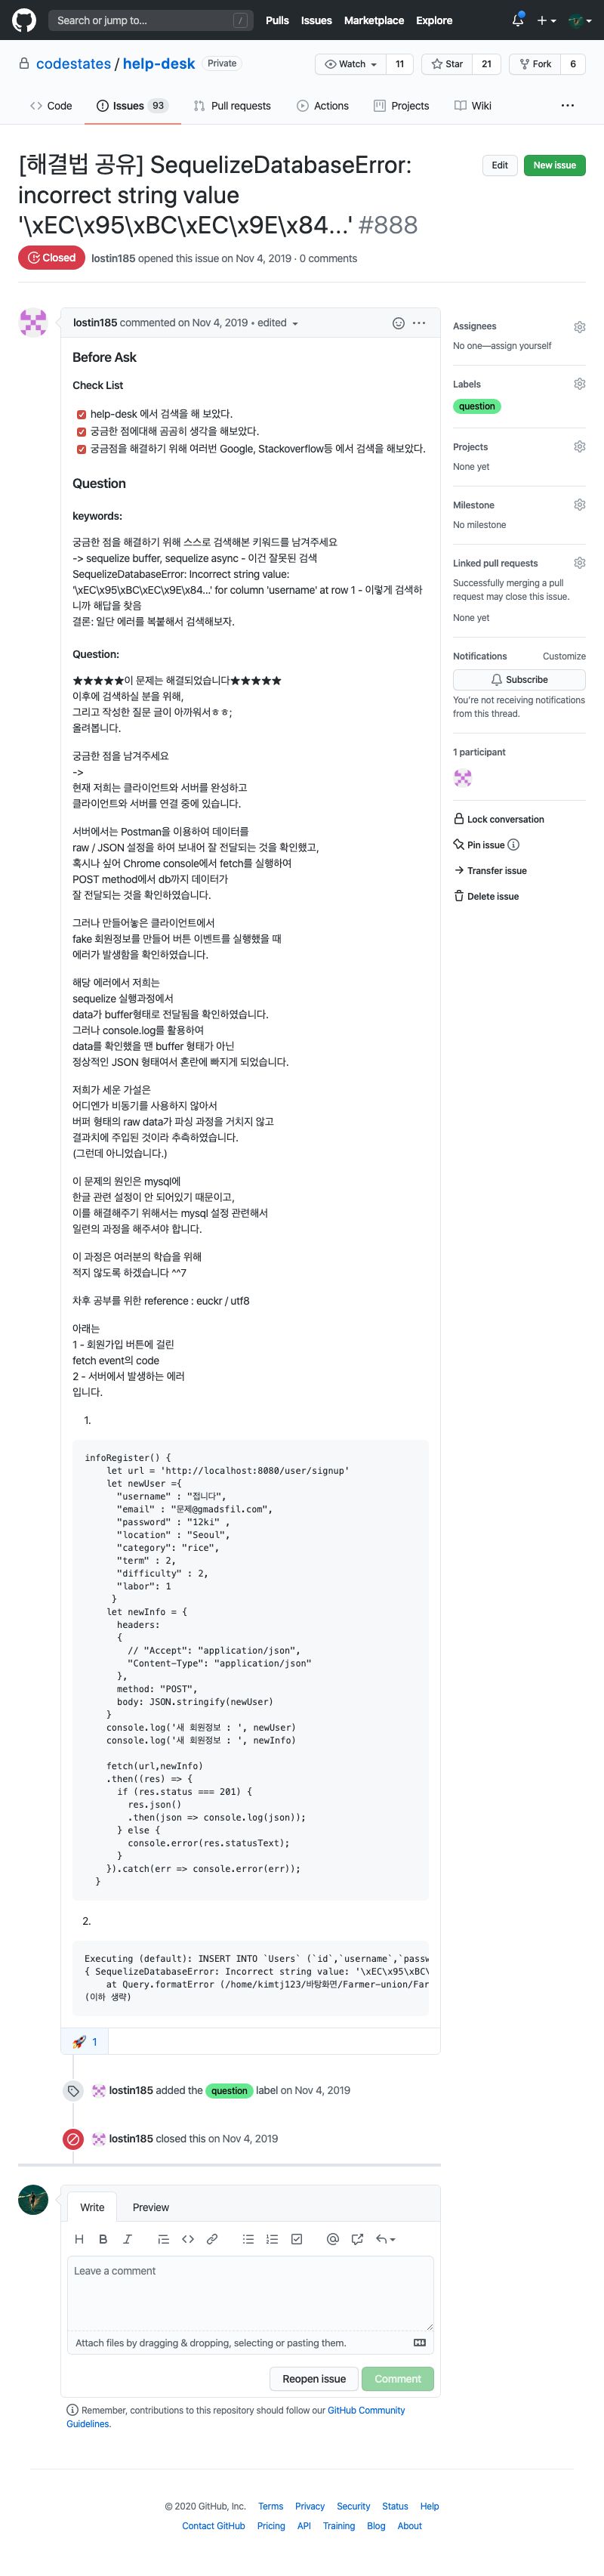 Search or jump to...
/
Pulls Issues Marketplace Explore
codestates / help-desk Private
Watch 11 Star 21 Fork 6
Code Issues 93 Pull requests Actions Projects Wiki
[해결법 공유] SequelizeDatabaseError:
incorrect string value
'\xEC\x95\xBC\xEC\x9E\x84...' #888
Edit New issue
Closed lostin185 opened this issue on Nov 4, 2019 · 0 comments
lostin185 commented on Nov 4, 2019 • edited
Before Ask
Check List
help-desk 에서 검색을 해 보았다.
궁금한 점에대해 곰곰히 생각을 해보았다.
궁금점을 해결하기 위해 여러번 Google, Stackoverflow등 에서 검색을 해보았다.
Question
keywords:
궁금한 점을 해결하기 위해 스스로 검색해본 키워드를 남겨주세요
-> sequelize buffer, sequelize async - 이건 잘못된 검색
SequelizeDatabaseError: Incorrect string value:
'\xEC\x95\xBC\xEC\x9E\x84...' for column 'username' at row 1 - 이렇게 검색하
니까 해답을 찾음
결론: 일단 에러를 복붙해서 검색해보자.
Question:
★★★★★이 문제는 해결되었습니다★★★★★
이후에 검색하실 분을 위해,
그리고 작성한 질문 글이 아까워서ㅎㅎ;
올려봅니다.
궁금한 점을 남겨주세요
->
현재 저희는 클라이언트와 서버를 완성하고
클라이언트와 서버를 연결 중에 있습니다.
서버에서는 Postman을 이용하여 데이터를
raw / JSON 설정을 하여 보내어 잘 전달되는 것을 확인했고,
혹시나 싶어 Chrome console에서 fetch를 실행하여
POST method에서 db까지 데이터가
잘 전달되는 것을 확인하였습니다.
그러나 만들어놓은 클라이언트에서
fake 회원정보를 만들어 버튼 이벤트를 실행했을 때
에러가 발생함을 확인하였습니다.
해당 에러에서 저희는
sequelize 실행과정에서
data가 buffer형태로 전달됨을 확인하였습니다.
그러나 console.log를 활용하여
data를 확인했을 땐 buffer 형태가 아닌
정상적인 JSON 형태여서 혼란에 빠지게 되었습니다.
저희가 세운 가설은
어디엔가 비동기를 사용하지 않아서
버퍼 형태의 raw data가 파싱 과정을 거치지 않고
결과치에 주입된 것이라 추측하였습니다.
(그런데 아니었습니다.)
이 문제의 원인은 mysql에
한글 관련 설정이 안 되어있기 때문이고,
이를 해결해주기 위해서는 mysql 설정 관련해서
일련의 과정을 해주셔야 합니다.
이 과정은 여러분의 학습을 위해
적지 않도록 하겠습니다 ^^7
차후 공부를 위한 reference : euckr / utf8
아래는
1 - 회원가입 버튼에 걸린
fetch event의 code
2 - 서버에서 발생하는 에러
입니다.
1.
infoRegister() {
let url = 'http://localhost:8080/user/signup'
let newUser ={
"username" : "접니다",
"email" : "문제@gmadsfil.com",
"password" : "12ki" ,
"location" : "Seoul",
"category": "rice",
"term" : 2,
"difficulty" : 2,
"labor": 1
}
let newInfo = {
headers:
{
// "Accept": "application/json",
"Content-Type": "application/json"
},
method: "POST",
body: JSON.stringify(newUser)
}
console.log('새 회원정보 : ', newUser)
console.log('새 회원정보 : ', newInfo)
fetch(url,newInfo)
.then((res) => {
if (res.status === 201) {
res.json()
.then(json => console.log(json));
} else {
console.error(res.statusText);
}
}).catch(err => console.error(err));
}
2.
Executing (default): INSERT INTO `Users` (`id`,`username`,`passw
{ SequelizeDatabaseError: Incorrect string value: '\xEC\x95\xBC\
at Query.formatError (/home/kimtj123/바탕화면/Farmer-union/Far
(이하 생략)
1
lostin185 added the question label on Nov 4, 2019
lostin185 closed this on Nov 4, 2019
Write Preview
Leave a comment
Attach files by dragging & dropping, selecting or pasting them.
Reopen issue Comment
Remember, contributions to this repository should follow our GitHub Community
Guidelines.
Assignees
No one—assign yourself
Labels
question
Projects
None yet
Milestone
No milestone
Linked pull requests
Successfully merging a pull
request may close this issue.
None yet
Notifications Customize
Subscribe
You're not receiving notifications
from this thread.
1 participant
Lock conversation
Pin issue
Transfer issue
Delete issue
© 2020 GitHub, Inc. Terms Privacy Security Status Help
Contact GitHub Pricing API Training Blog About